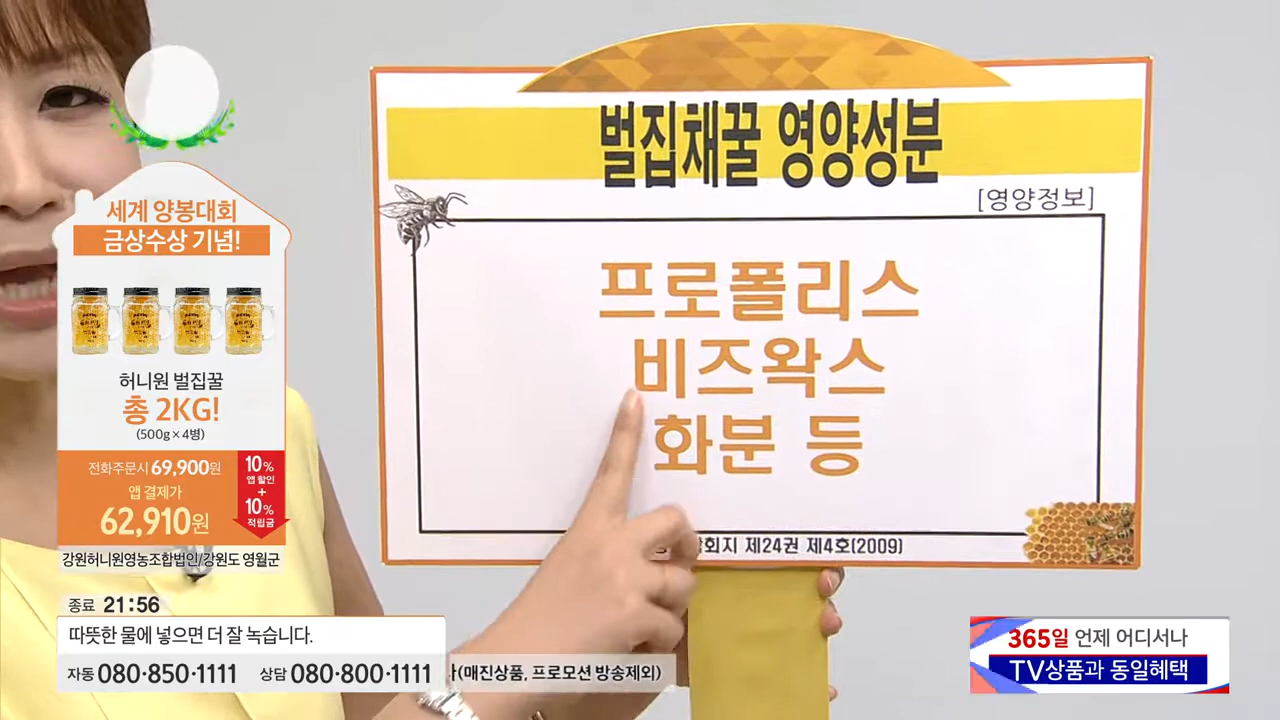 벌집채꿀 영양성분
[영양정보]
프로폴리스
비즈왁스
화분 등
제24권 제4호(2009)
세계 양봉대회
금상수상 기념!
허니원 벌집꿀
총 2KG!
(500g×4병)
전화주문시 69,900원
앱 결제가
62,910원
10%
앱 할인
+
10%
적립금
강원허니원영농조합법인/강원도 영월군
종료 21:56
따뜻한 물에 넣으면 더 잘 녹습니다.
자동 080·850·1111 상담 080·800·1111
(매진상품, 프로모션 방송제외)
365일 언제 어디서나
TV상품과 동일혜택